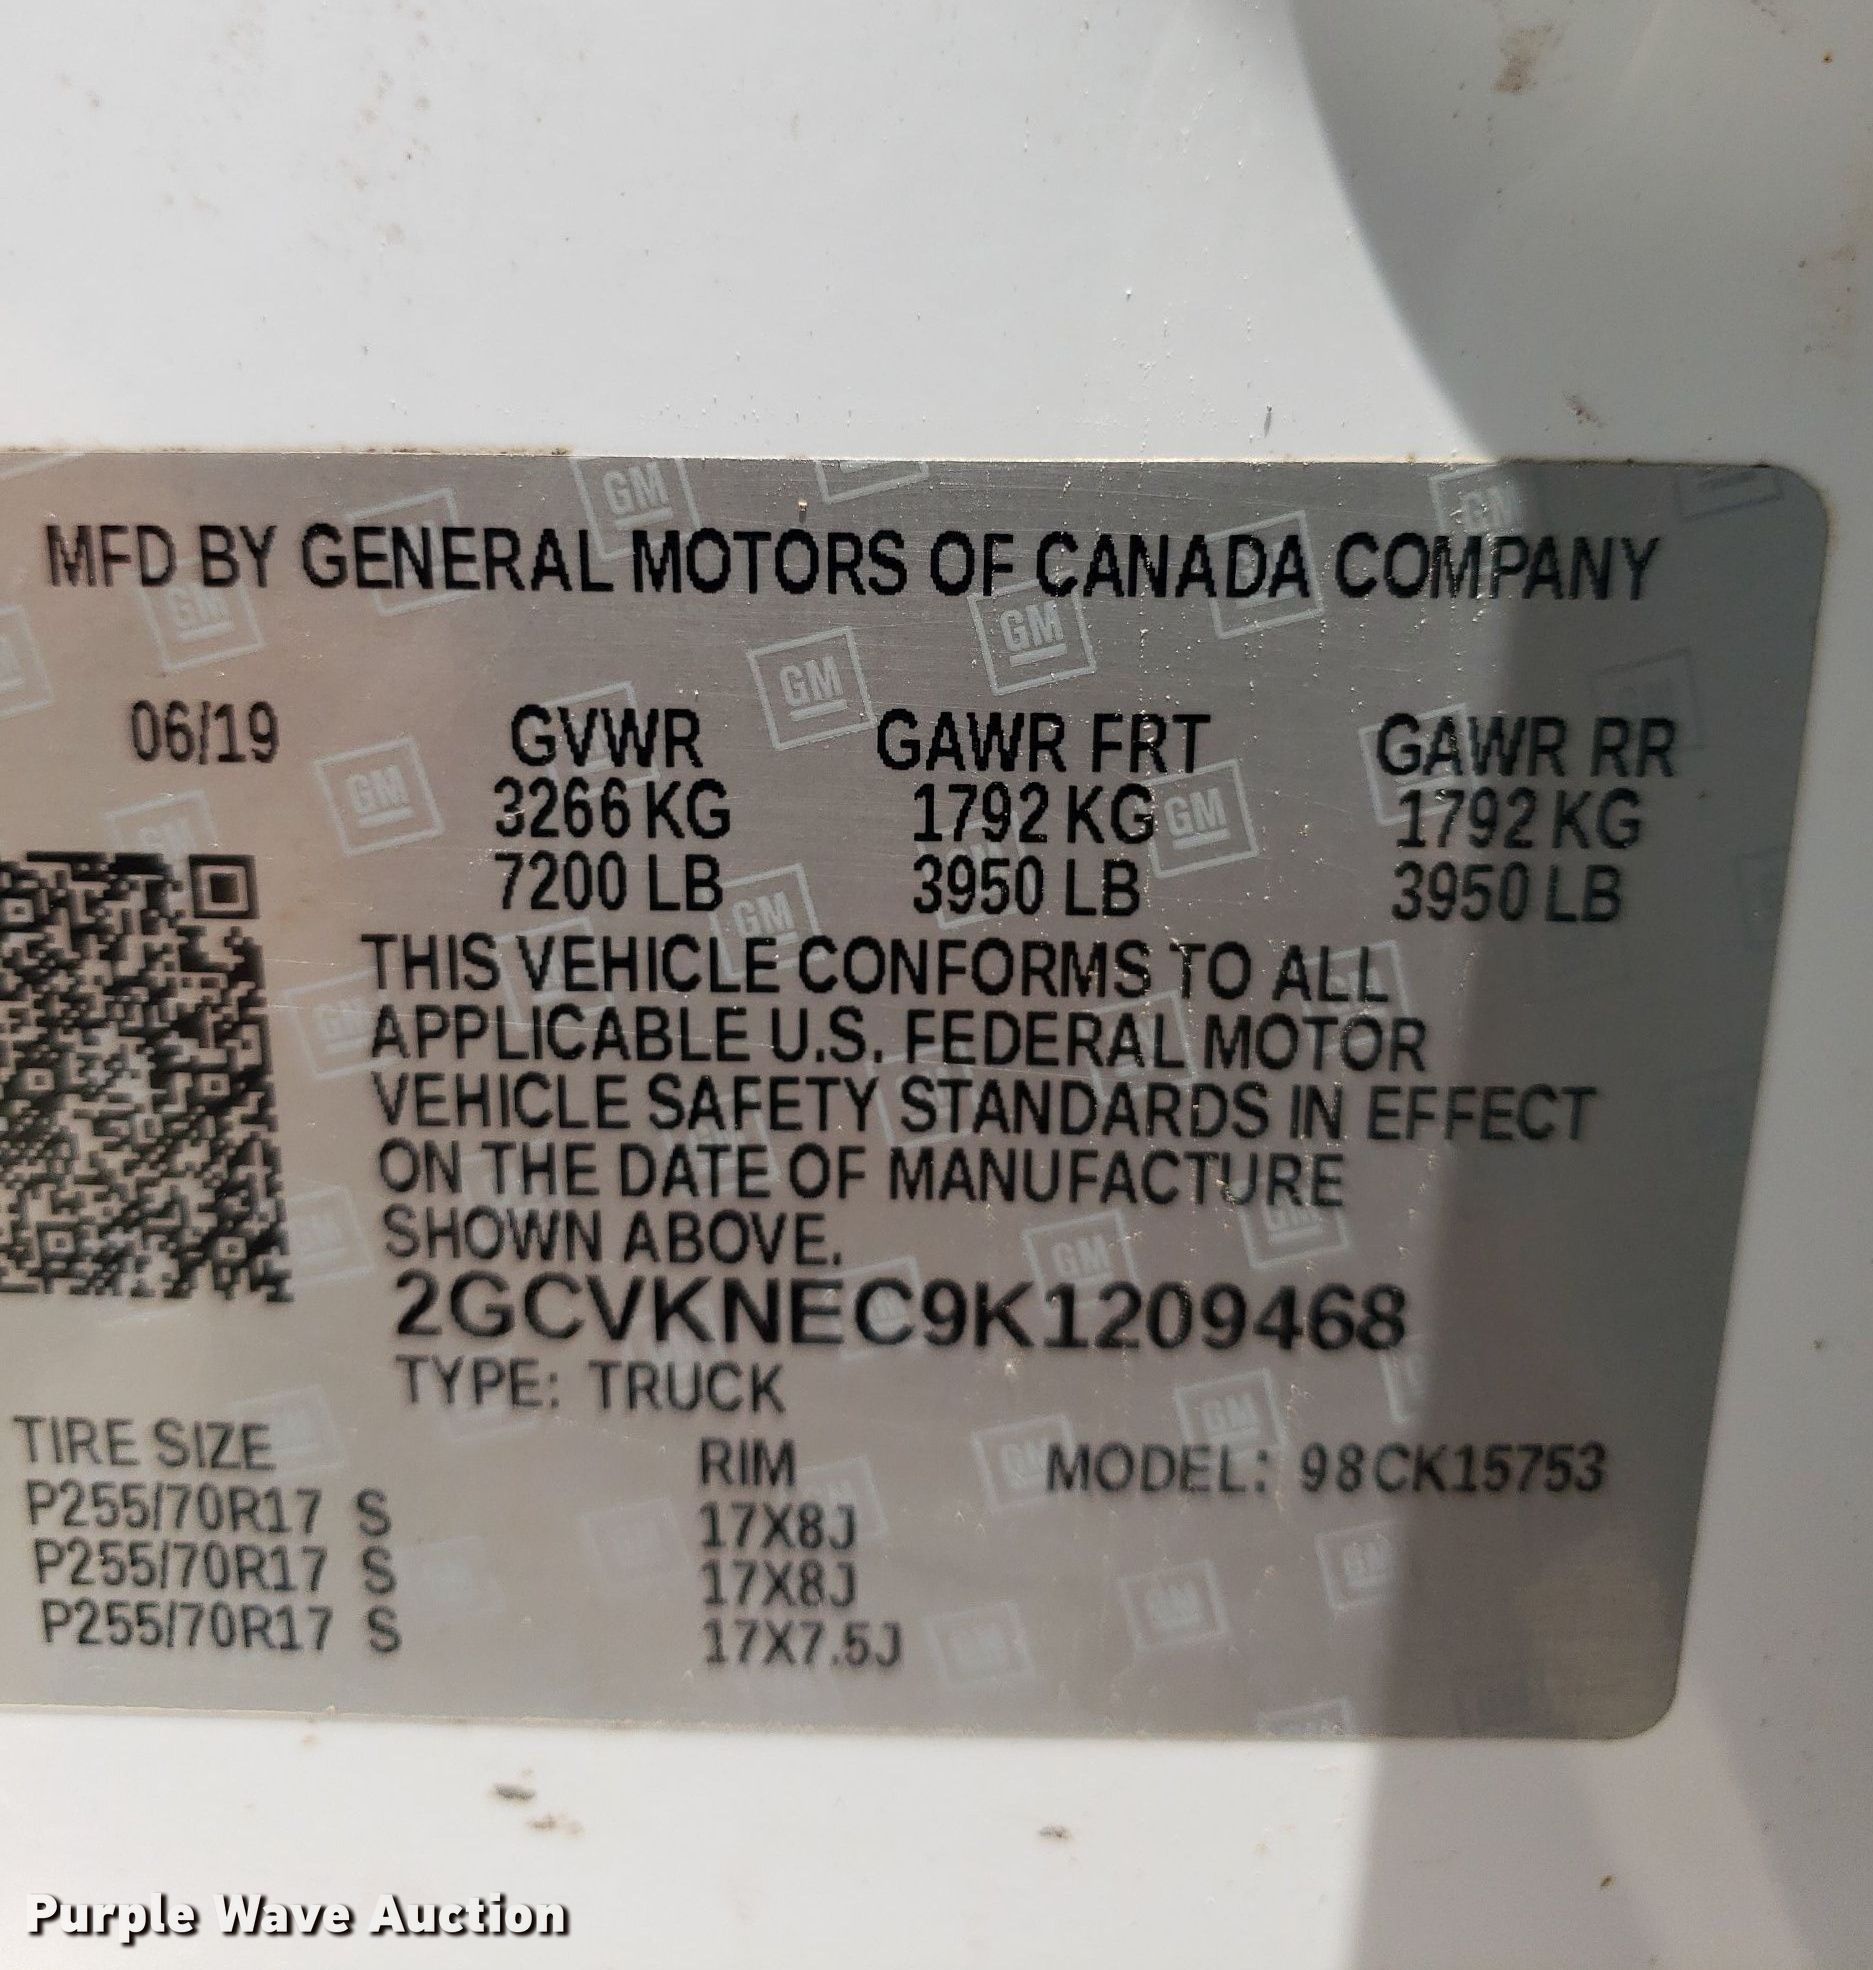 MFD BY GENERAL MOTORS OF CANADA COMPANY
06/19 GVWR GAWR FRT GAWR RR
3266 KG 1792 KG 1792 KG
7200 LB 3950 LB 3950 LB
THIS VEHICLE CONFORMS TO ALL
APPLICABLE U.S. FEDERAL MOTOR
VEHICLE SAFETY STANDARDS IN EFFECT
ON THE DATE OF MANUFACTURE
SHOWN ABOVE.
2GCVKNEC9K1209468
TYPE: TRUCK
TIRE SIZE RIM MODEL: 98CK15753
P255/70R17 S 17X8J
P255/70R17 S 17X8J
P255/70R17 S 17X7.5J
Purple Wave Auction